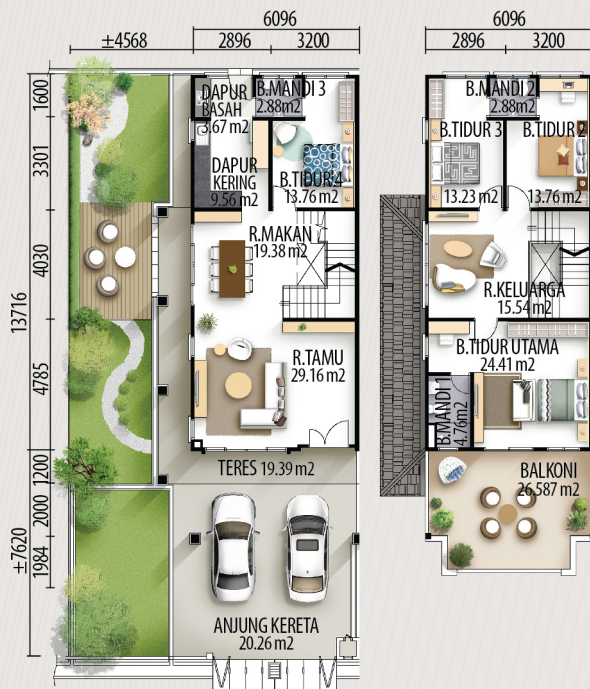 6096
±4568
2896
3200
1600
3301
4030
13716
4785
1200
2000
±7620
1984
DAPUR
BASAH
3.67 m2
B.MANDI 3
2.88m2
DAPUR
KERING
9.56 m2
B.TIDUR 4
13.76 m2
R.MAKAN
19.38 m2
R.TAMU
29.16 m2
TERES 19.39 m2
ANJUNG KERETA
20.26 m2
6096
2896
3200
B.MANDI 2
2.88m2
B.TIDUR 3
13.23 m2
B.TIDUR 2
13.76 m2
R.KELUARGA
15.54 m2
B.TIDUR UTAMA
24.41 m2
B.MANDI 1
4.76m2
BALKONI
26.587 m2